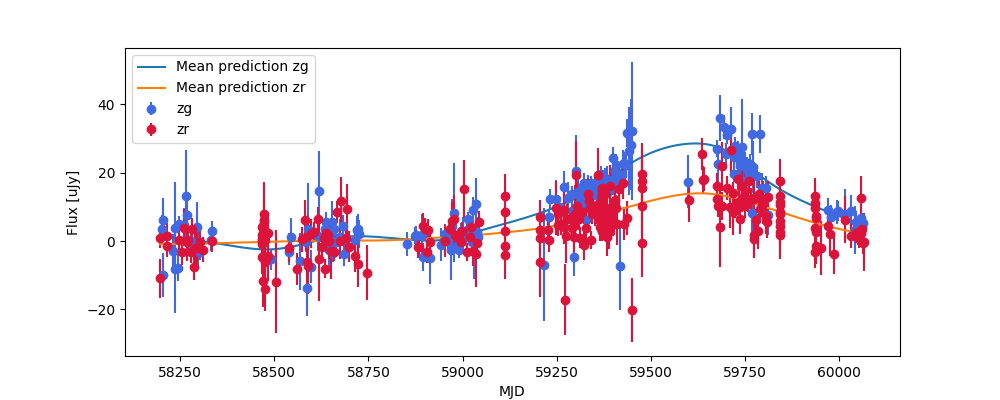 Mean prediction zg
Mean prediction zr
zg
zr
Flux [uJy]
40
20
0
−20
58250 58500 58750 59000 59250 59500 59750 60000
MJD